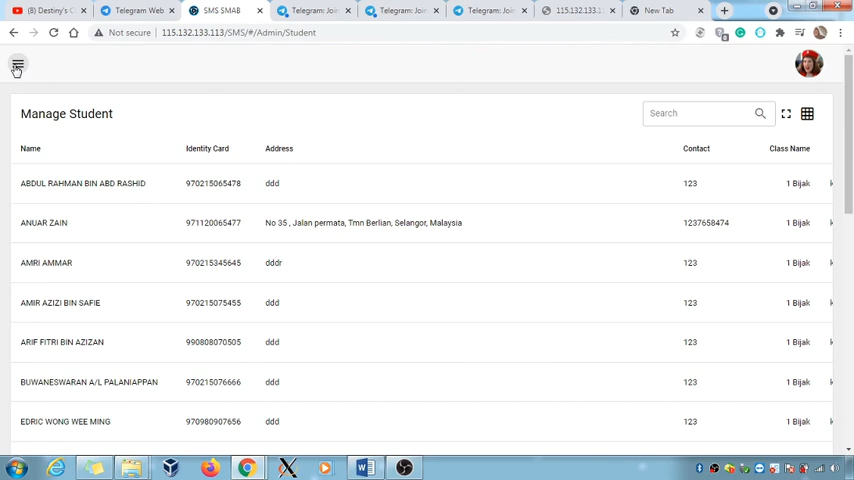 (8) Destiny's C
Telegram Web
SMS SMAB
Telegram: Joi
Telegram: Joi
Telegram: Joi
115.132.133.1
New Tab
Not secure 115.132.133.113/SMS/#/Admin/Student
Manage Student
Search
Name Identity Card Address Contact Class Name
ABDUL RAHMAN BIN ABD RASHID 970215065478 ddd 123 1 Bijak k
ANUAR ZAIN 971120065477 No 35 , Jalan permata, Tmn Berlian, Selangor, Malaysia 1237658474 1 Bijak k
AMRI AMMAR 970215345645 dddr 123 1 Bijak k
AMIR AZIZI BIN SAFIE 970215075455 ddd 123 1 Bijak k
ARIF FITRI BIN AZIZAN 990808070505 ddd 123 1 Bijak k
BUWANESWARAN A/L PALANIAPPAN 970215076666 ddd 123 1 Bijak k
EDRIC WONG WEE MING 970980907656 ddd 123 1 Bijak k